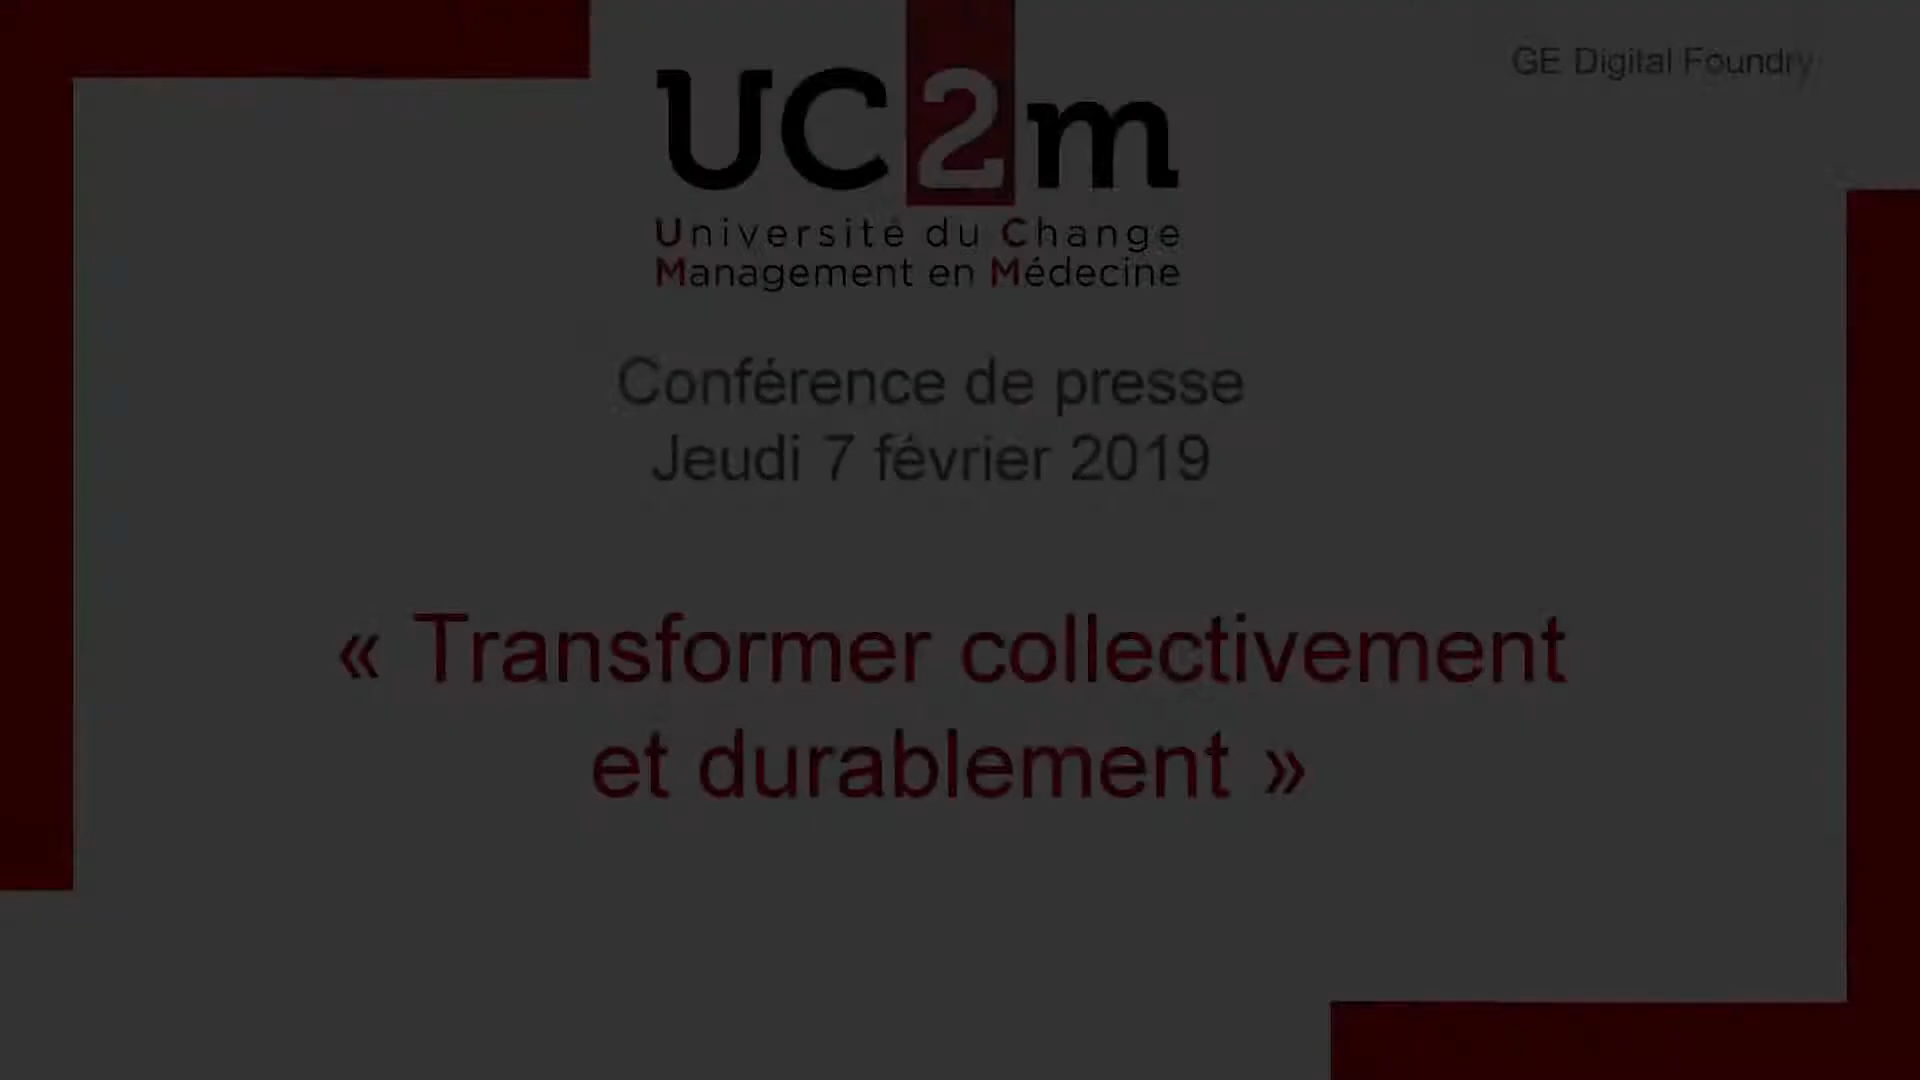 GE Digital Foundry
UC2m
Université du Change
Management en Médecine
Conférence de presse
Jeudi 7 février 2019
« Transformer collectivement
et durablement »